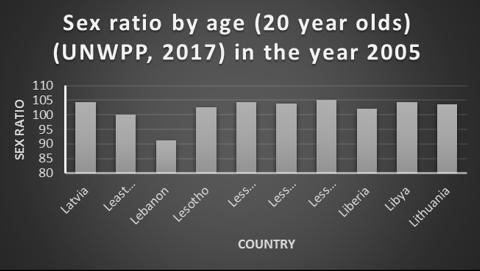 Sex ratio by age (20 year olds)
(UNWPP, 2017) in the year 2005
110
105
100
95
90
85
80
SEX RATIO
Latvia
Least...
Lebanon
Lesotho
Less...
Less...
Less...
Liberia
Libya
Lithuania
COUNTRY